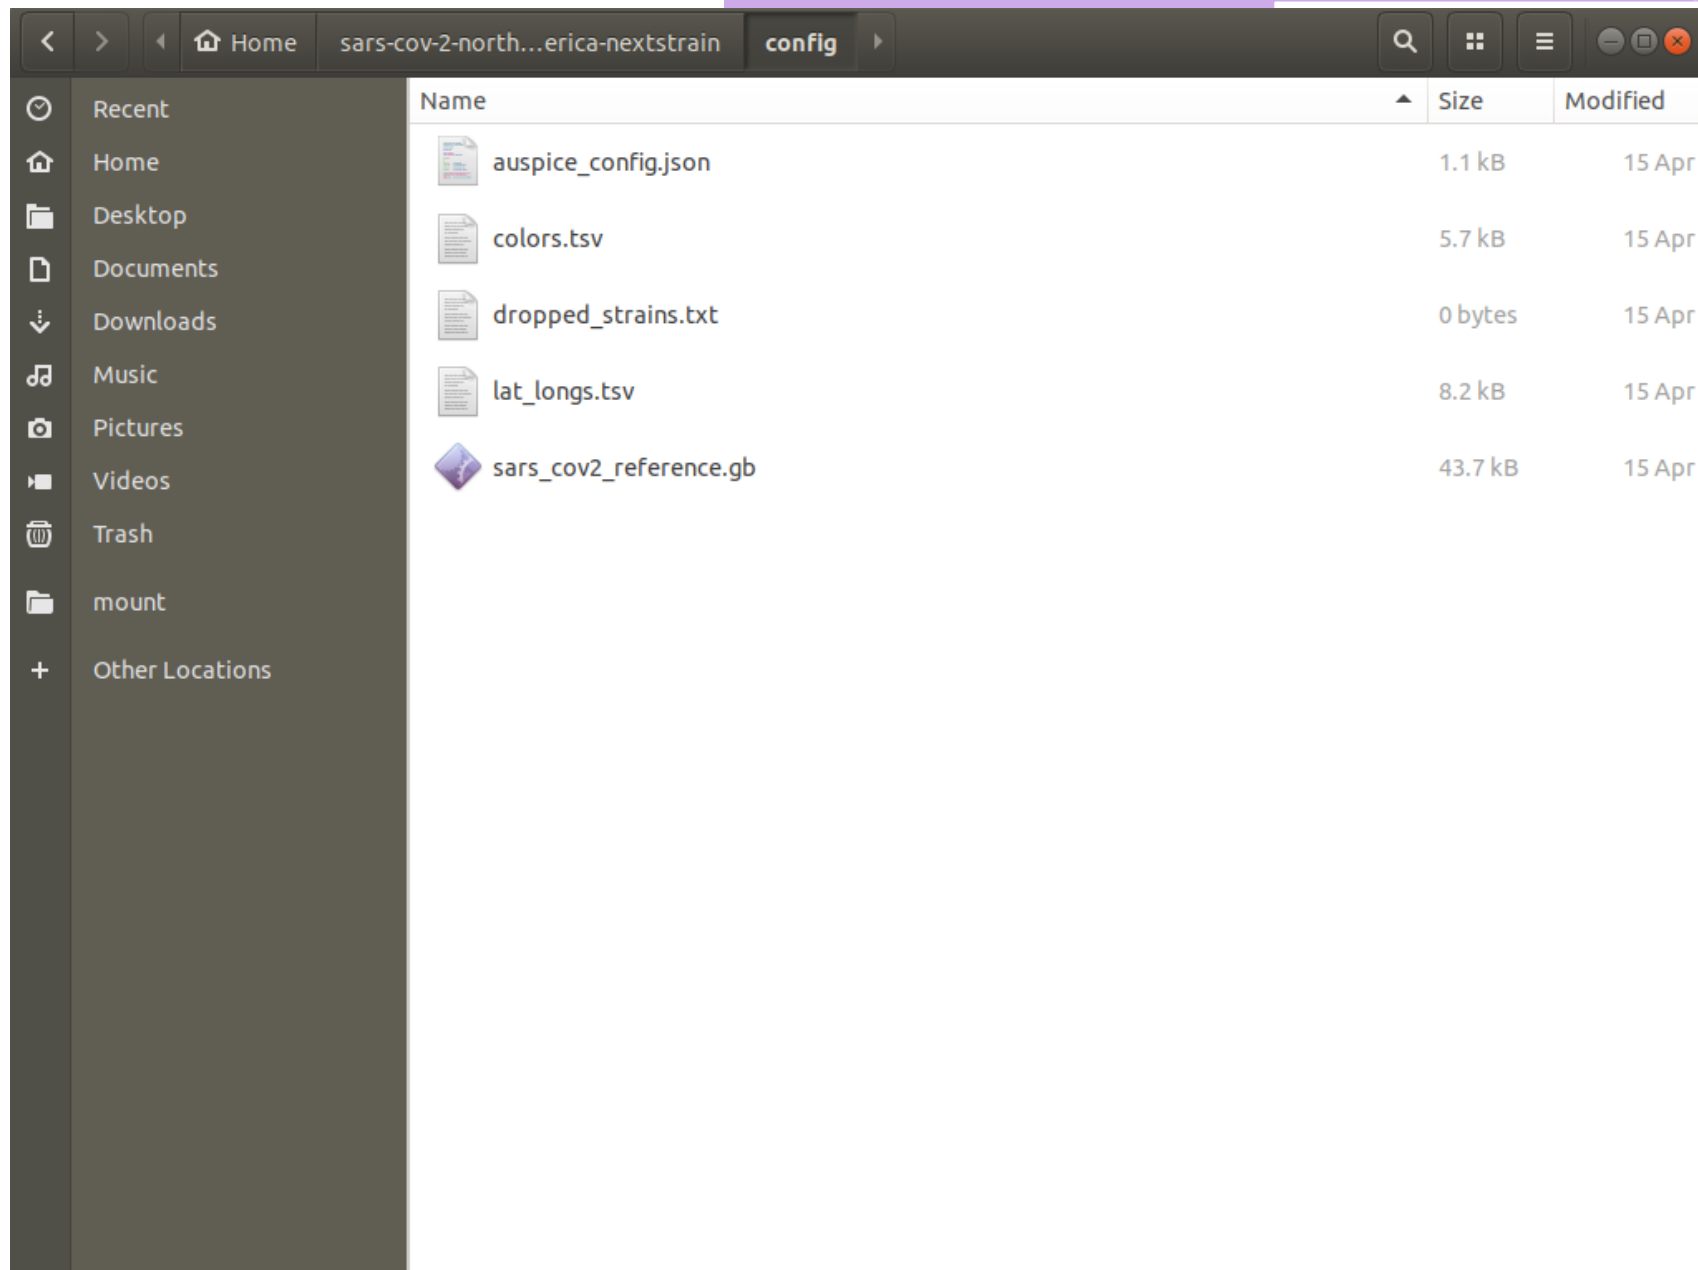 Home sars-cov-2-north...erica-nextstrain config
Recent
Home
Desktop
Documents
Downloads
Music
Pictures
Videos
Trash
mount
Other Locations
Name Size Modified
auspice_config.json 1.1 kB 15 Apr
colors.tsv 5.7 kB 15 Apr
dropped_strains.txt 0 bytes 15 Apr
lat_longs.tsv 8.2 kB 15 Apr
sars_cov2_reference.gb 43.7 kB 15 Apr